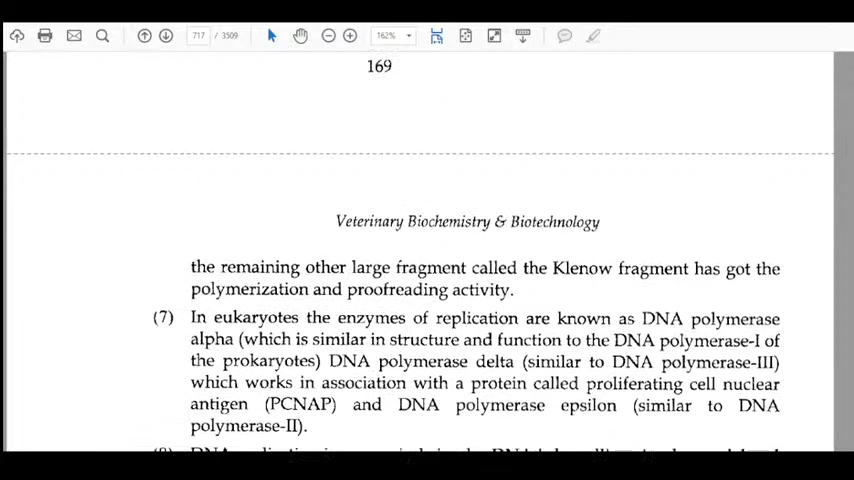 717 / 3509
162%
169
Veterinary Biochemistry & Biotechnology
the remaining other large fragment called the Klenow fragment has got the
polymerization and proofreading activity.
(7) In eukaryotes the enzymes of replication are known as DNA polymerase
alpha (which is similar in structure and function to the DNA polymerase-I of
the prokaryotes) DNA polymerase delta (similar to DNA polymerase-III)
which works in association with a protein called proliferating cell nuclear
antigen (PCNAP) and DNA polymerase epsilon (similar to DNA
polymerase-II).